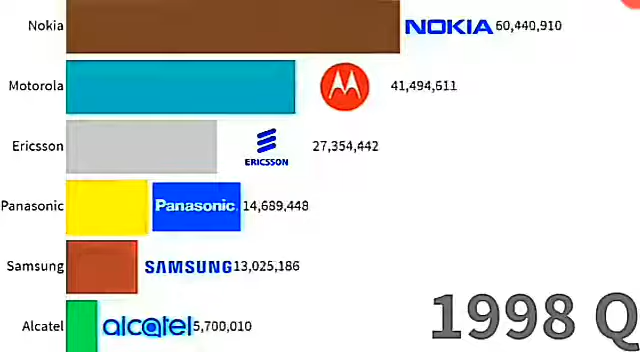 Nokia NOKIA 60,440,910
Motorola 41,494,611
Ericsson ERICSSON 27,354,442
Panasonic Panasonic 14,689,448
Samsung SAMSUNG 13,025,186
Alcatel alcatel 5,700,010
1998 Q